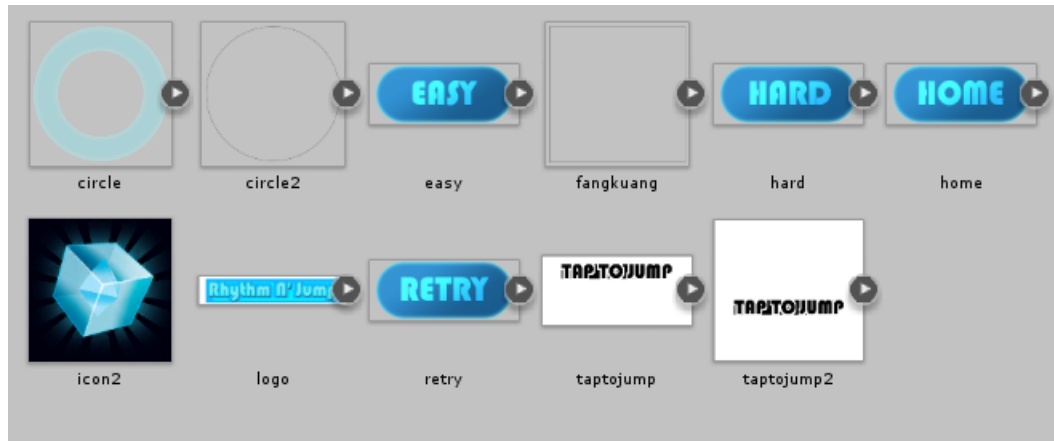 EASY
HARD
HOME
circle
circle2
easy
fangkuang
hard
home
Rhythm N' Jump
RETRY
TAPTOJUMP
TAPTOJUMP
icon2
logo
retry
taptojump
taptojump2